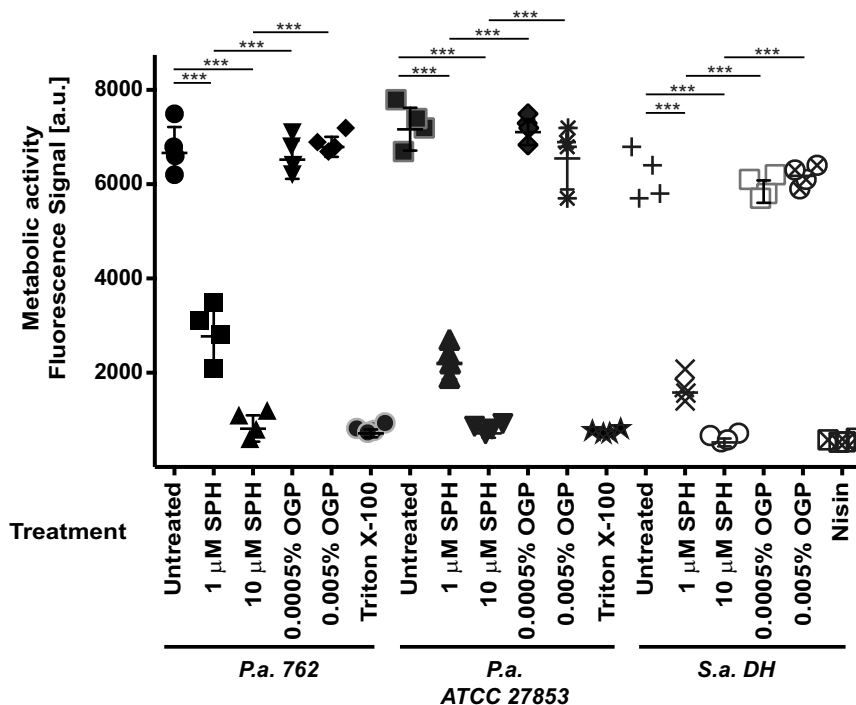 *** *** *** *** *** *** *** *** *** *** *** ***
Metabolic activity
Fluorescence Signal [a.u.]
8000
6000
4000
2000
Treatment
Untreated
1 μM SPH
10 μM SPH
0.0005% OGP
0.005% OGP
Triton X-100
Untreated
1 μM SPH
10 μM SPH
0.0005% OGP
0.005% OGP
Triton X-100
Untreated
1 μM SPH
10 μM SPH
0.0005% OGP
0.005% OGP
Nisin
P.a. 762
P.a.
ATCC 27853
S.a. DH